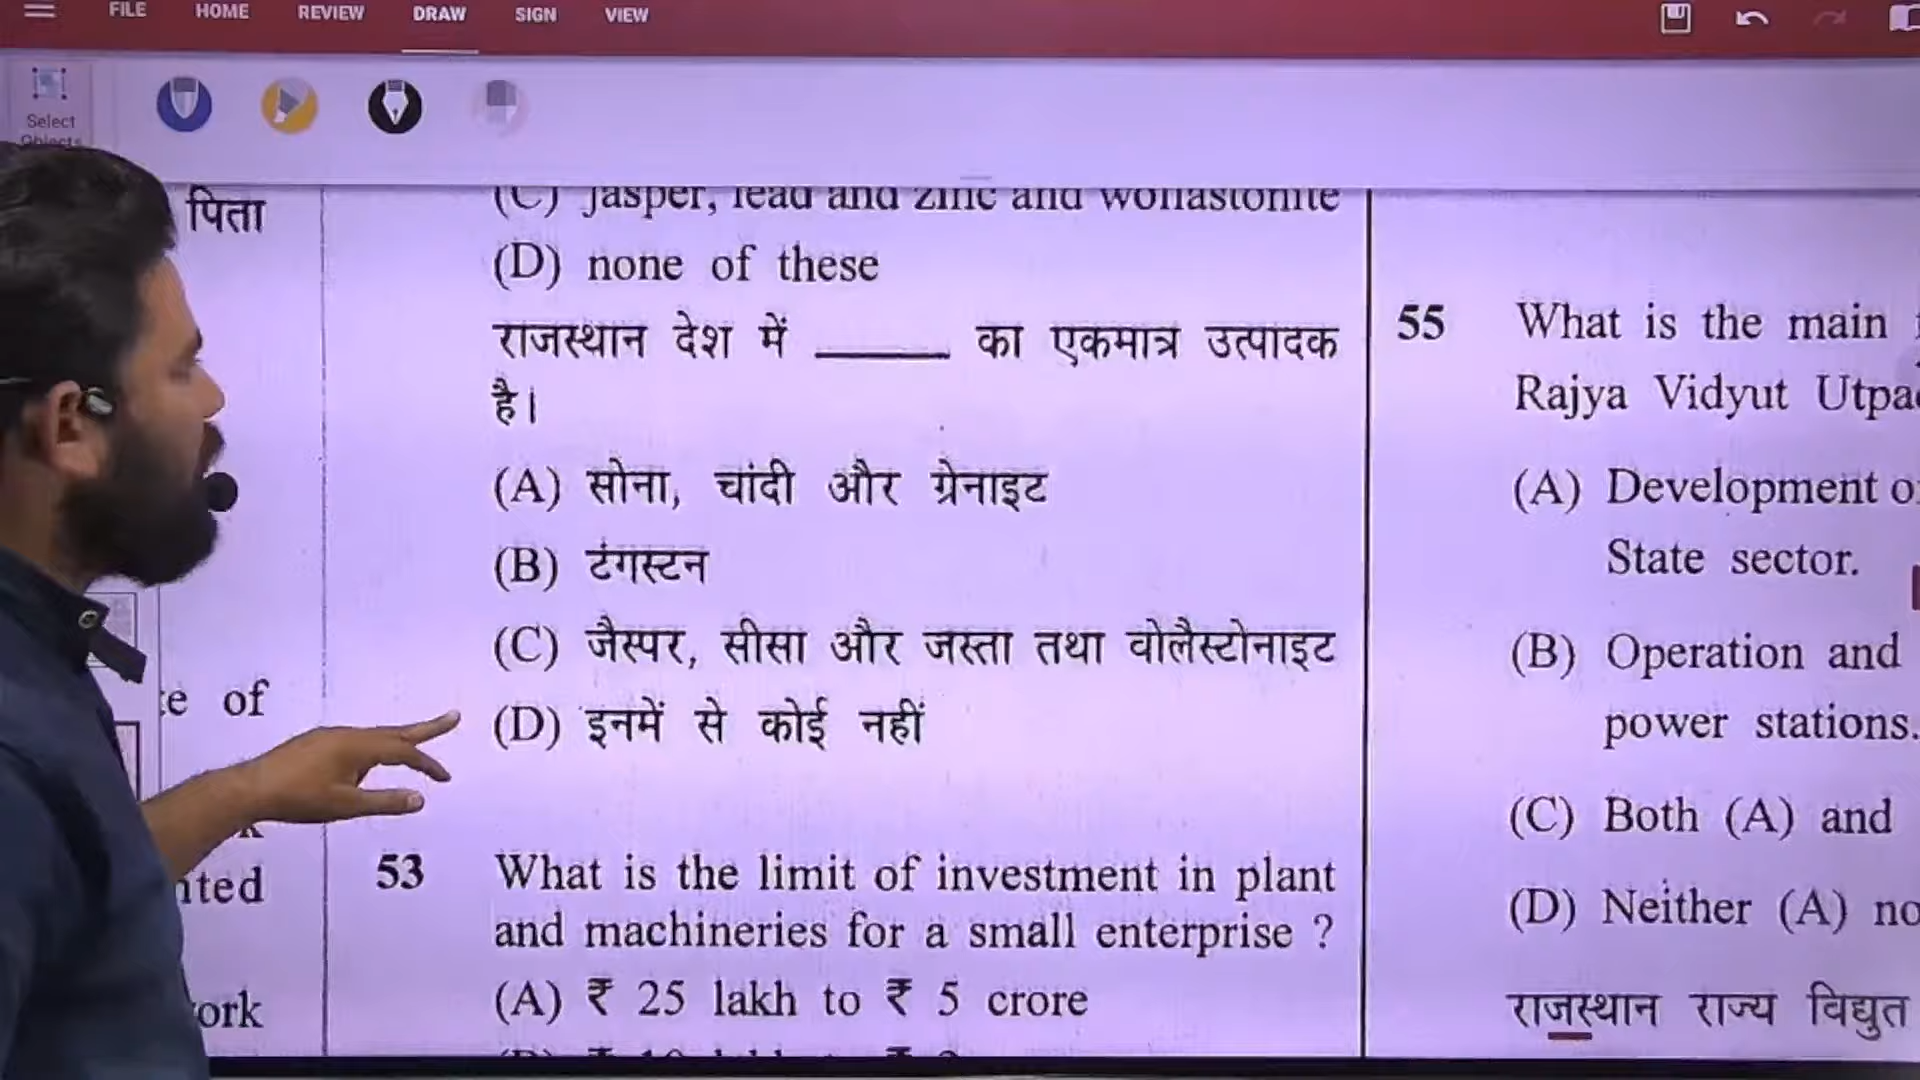 FILE HOME REVIEW DRAW SIGN VIEW
Select
Objects
पिता
of
ork
(C) Jasper, lead and zinc and wollastonite
(D) none of these
राजस्थान देश में ______ का एकमात्र उत्पादक
है।
(A) सोना, चांदी और ग्रेनाइट
(B) टंगस्टन
(C) जैस्पर, सीसा और जस्ता तथा वोलैस्टोनाइट
(D) इनमें से कोई नहीं
53 What is the limit of investment in plant
and machineries for a small enterprise ?
(A) ₹ 25 lakh to ₹ 5 crore
55 What is the main
Rajya Vidyut
(A) Development
State sector.
(B) Operation and
power stations.
(C) Both (A) and
(D) Neither (A)
राजस्थान राज्य विद्युत